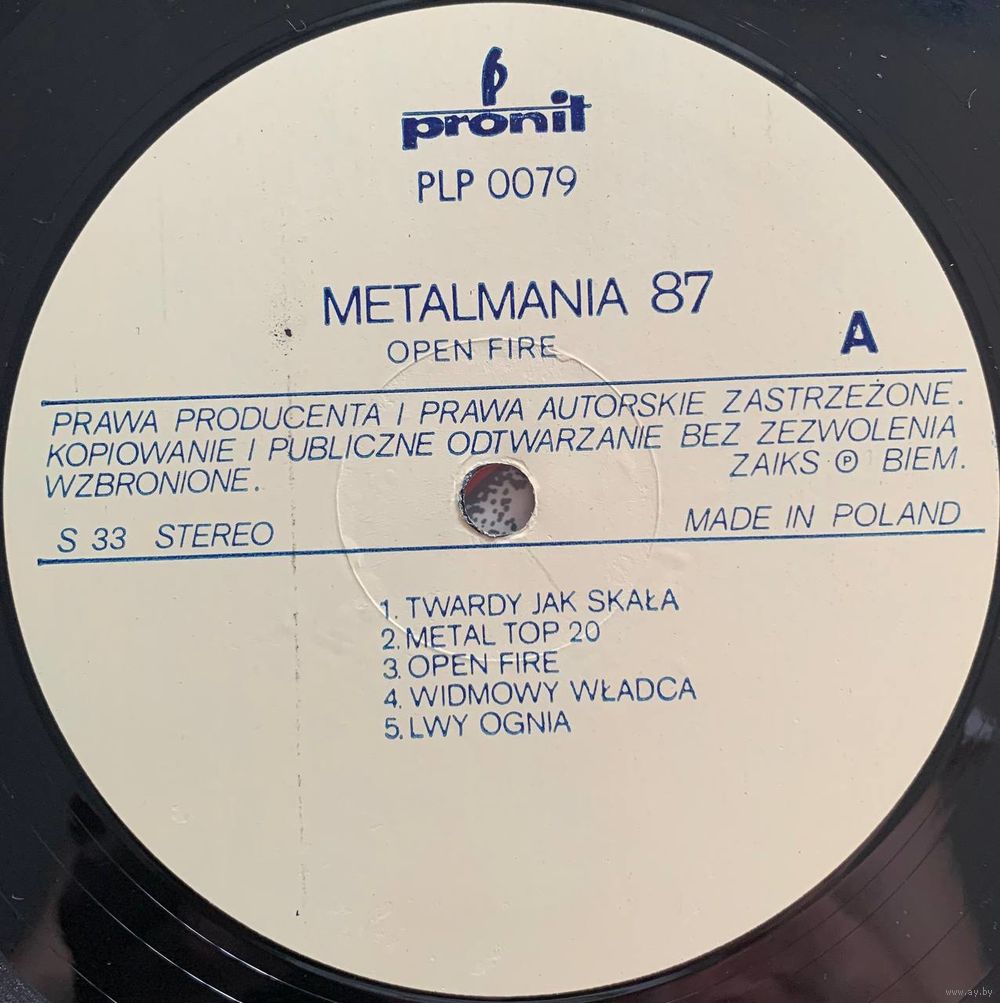 pronit
PLP 0079
METALMANIA 87
OPEN FIRE
A
PRAWA PRODUCENTA I PRAWA AUTORSKIE ZASTRZEŻONE.
KOPIOWANIE I PUBLICZNE ODTWARZANIE BEZ ZEZWOLENIA
WZBRONIONE. ZAIKS ℗ BIEM.
S 33 STEREO MADE IN POLAND
1. TWARDY JAK SKAŁA
2. METAL TOP 20
3. OPEN FIRE
4. WIDMOWY WŁADCA
5. LWY OGNIA
www.ay.by